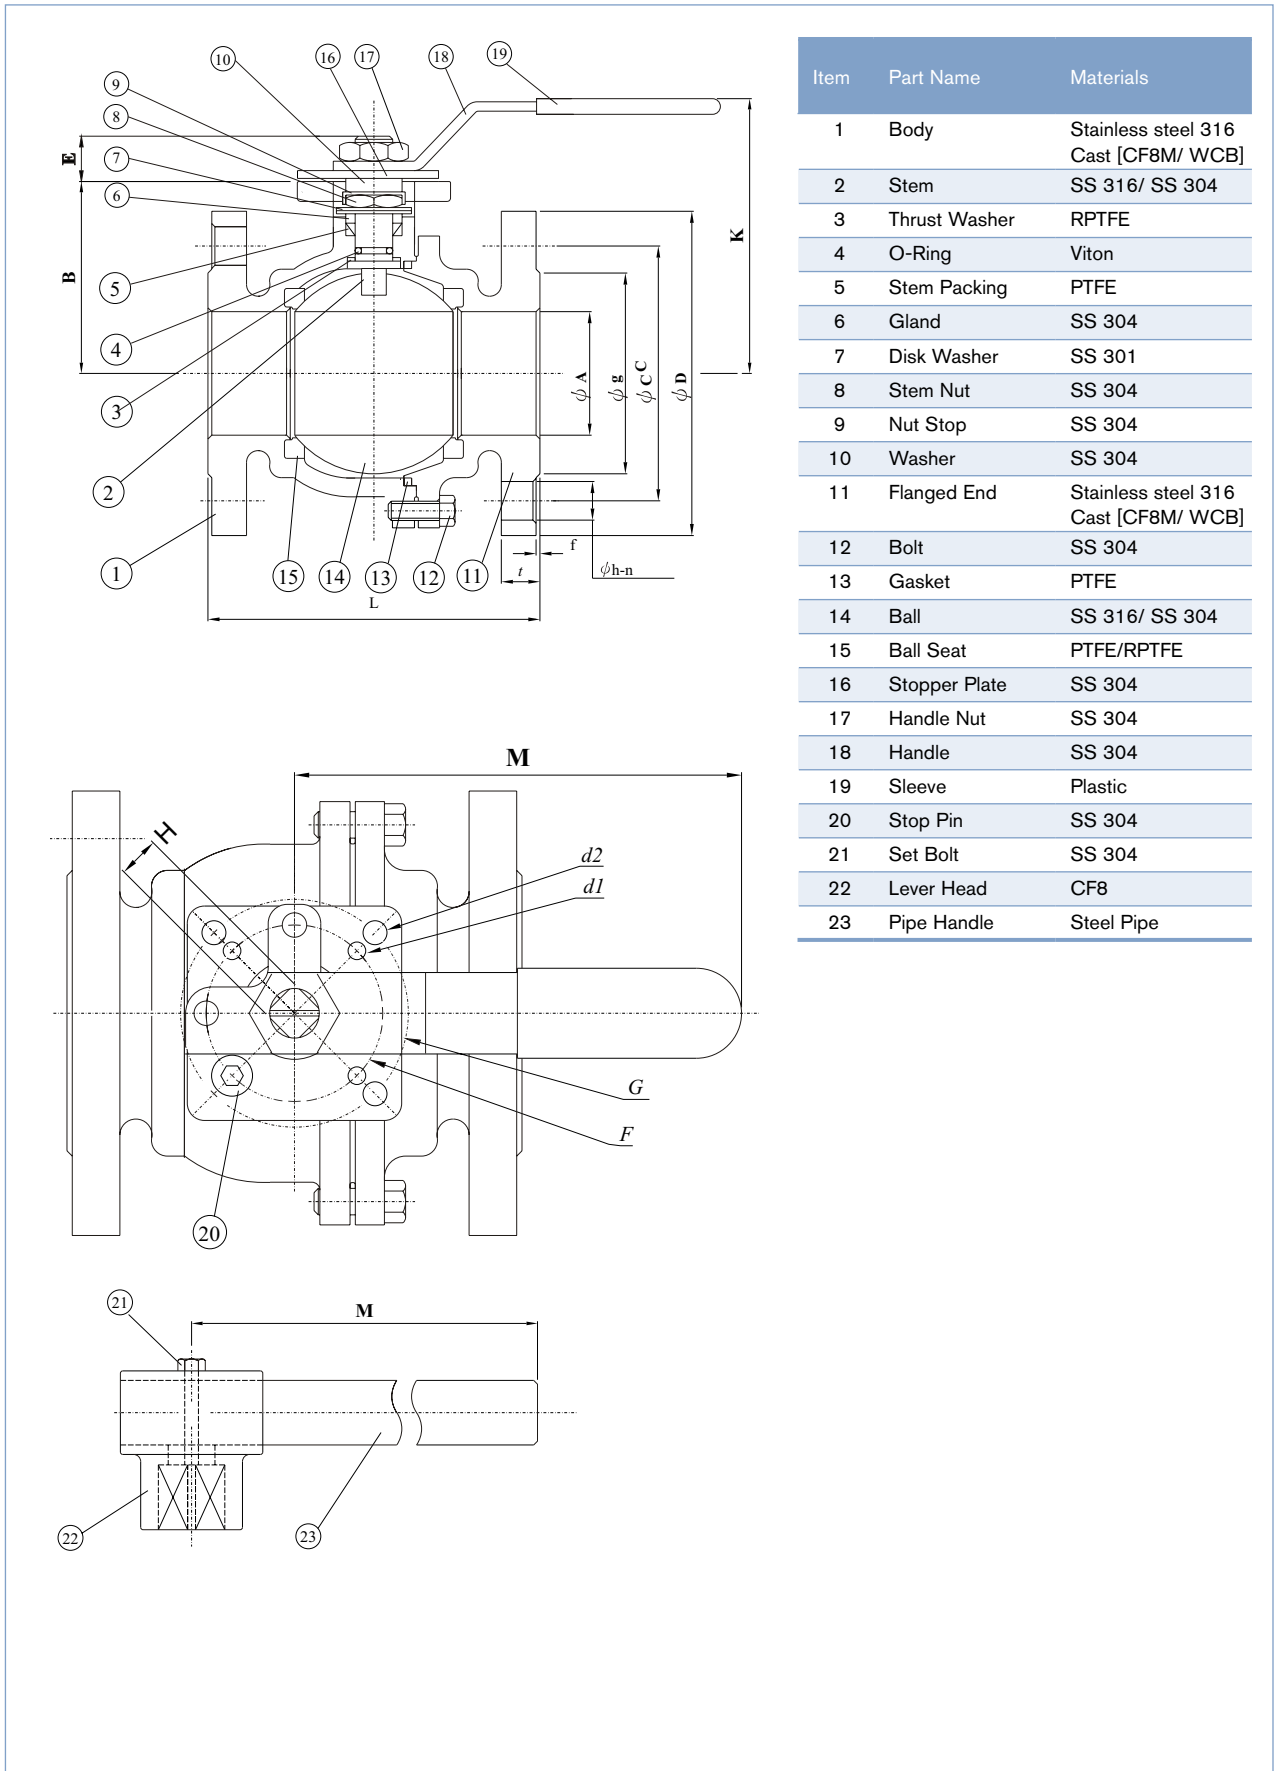 10
16
17
18
19
9
8
7
6
5
4
3
2
1
15
14
13
12
11
E
B
K
ϕ A
ϕ g
ϕ C C
ϕ D
f
t
ϕh-n
L
M
H
d2
d1
G
F
20
21
M
22
23
Item Part Name Materials
1 Body Stainless steel 316
Cast [CF8M/ WCB]
2 Stem SS 316/ SS 304
3 Thrust Washer RPTFE
4 O-Ring Viton
5 Stem Packing PTFE
6 Gland SS 304
7 Disk Washer SS 301
8 Stem Nut SS 304
9 Nut Stop SS 304
10 Washer SS 304
11 Flanged End Stainless steel 316
Cast [CF8M/ WCB]
12 Bolt SS 304
13 Gasket PTFE
14 Ball SS 316/ SS 304
15 Ball Seat PTFE/RPTFE
16 Stopper Plate SS 304
17 Handle Nut SS 304
18 Handle SS 304
19 Sleeve Plastic
20 Stop Pin SS 304
21 Set Bolt SS 304
22 Lever Head CF8
23 Pipe Handle Steel Pipe